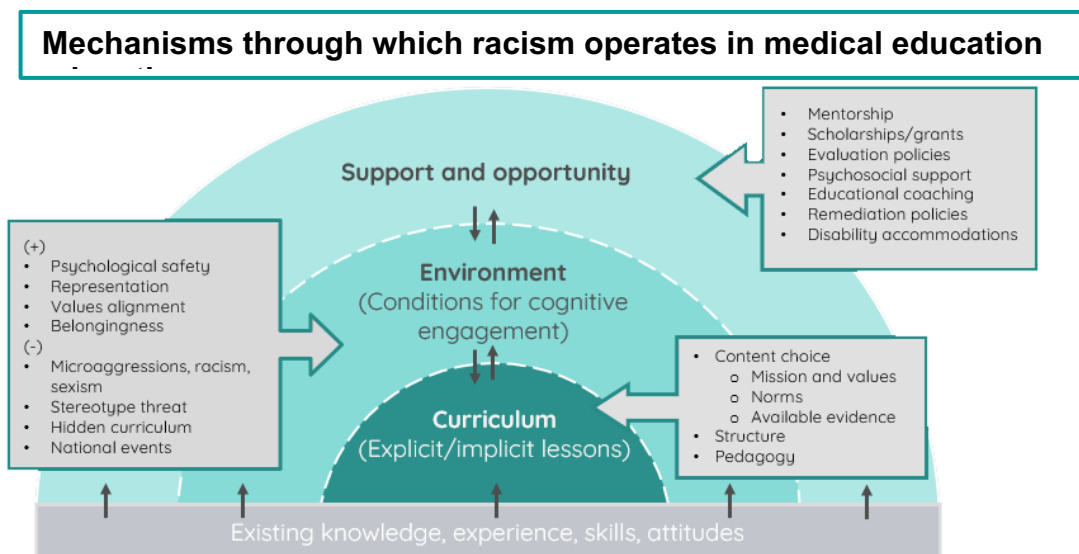 Mechanisms through which racism operates in medical education
• Mentorship
• Scholarships/grants
• Evaluation policies
• Psychosocial support
• Educational coaching
• Remediation policies
• Disability accommodations
Support and opportunity
(+)
• Psychological safety
• Representation
• Values alignment
• Belongingness
(-)
• Microaggressions, racism,
sexism
• Stereotype threat
• Hidden curriculum
• National events
Environment
(Conditions for cognitive
engagement)
• Content choice
o Mission and values
o Norms
o Available evidence
• Structure
• Pedagogy
Curriculum
(Explicit/implicit lessons)
Existing knowledge, experience, skills, attitudes